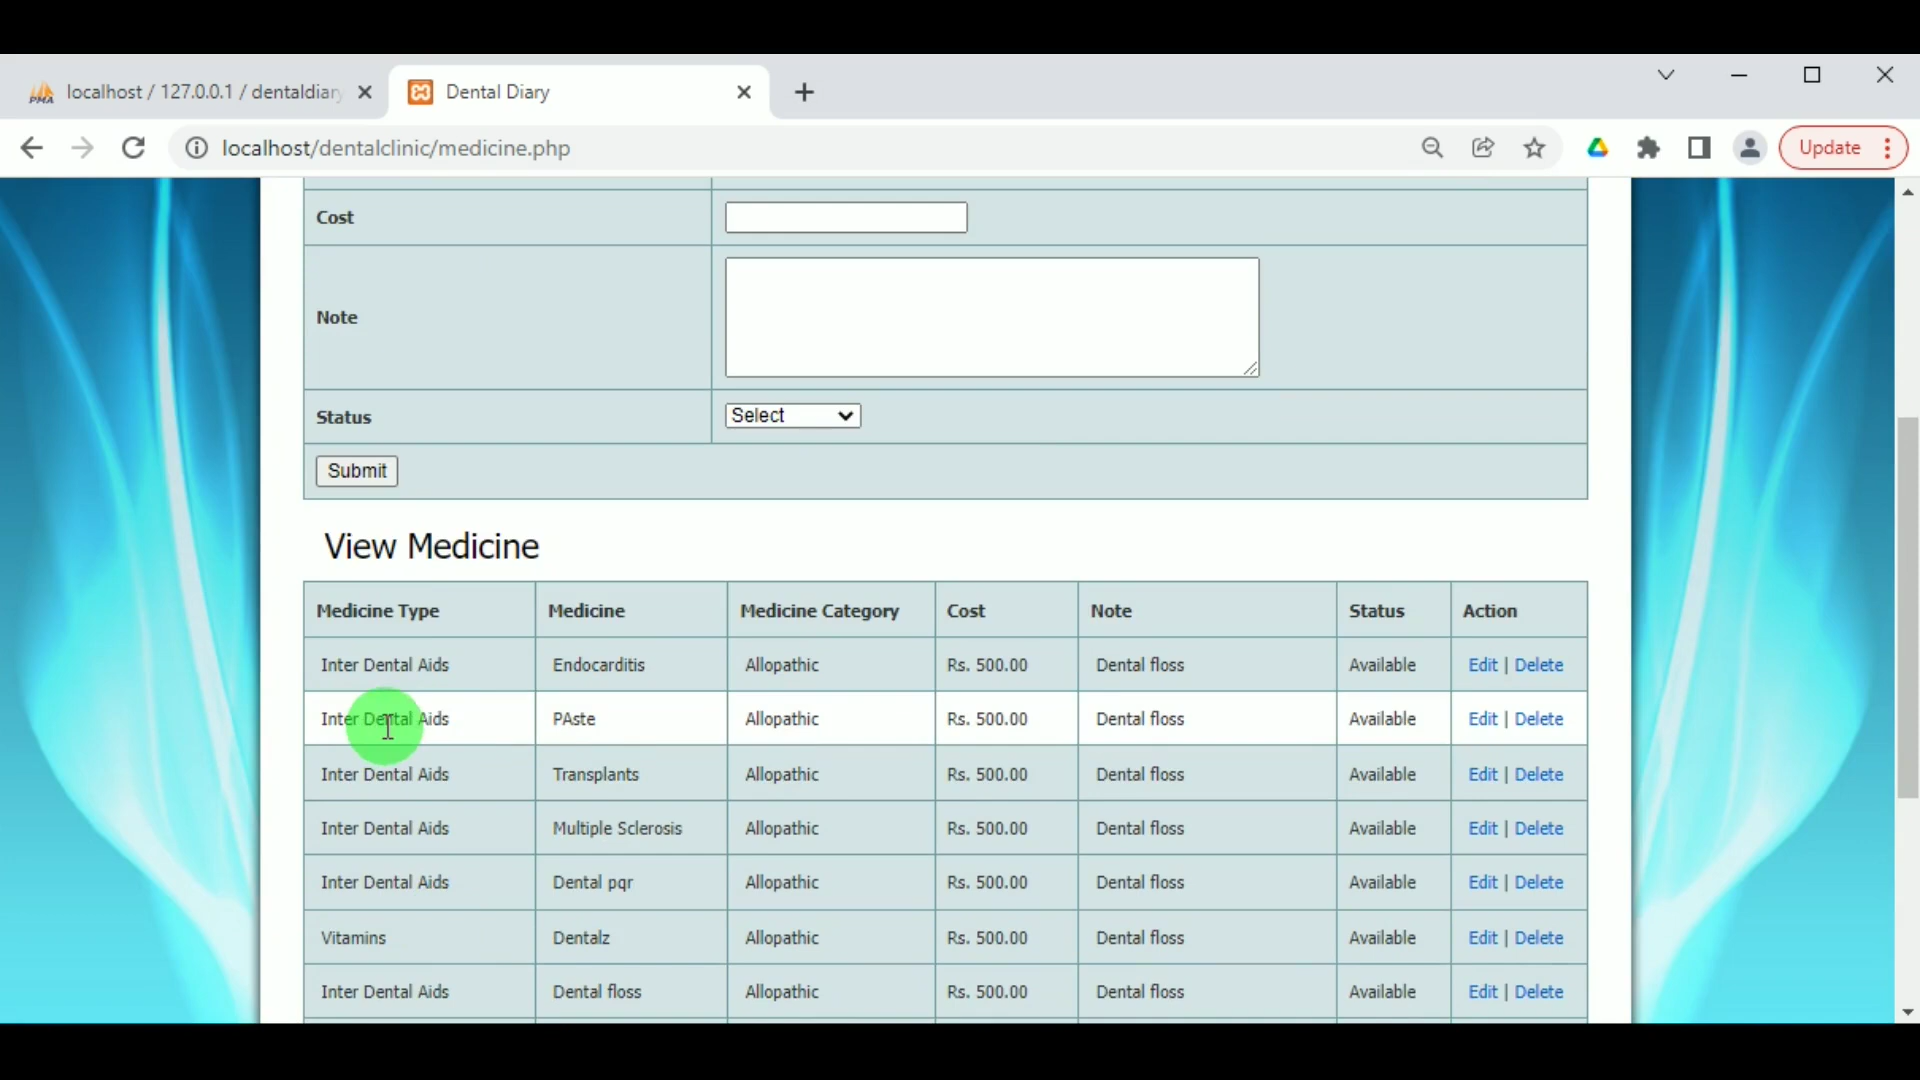 localhost / 127.0.0.1 / dentaldiary
Dental Diary
localhost/dentalclinic/medicine.php
Update
Cost
Note
Status Select
Submit
View Medicine
Medicine Type Medicine Medicine Category Cost Note Status Action
Inter Dental Aids Endocarditis Allopathic Rs. 500.00 Dental floss Available Edit | Delete
Inter Dental Aids PAste Allopathic Rs. 500.00 Dental floss Available Edit | Delete
Inter Dental Aids Transplants Allopathic Rs. 500.00 Dental floss Available Edit | Delete
Inter Dental Aids Multiple Sclerosis Allopathic Rs. 500.00 Dental floss Available Edit | Delete
Inter Dental Aids Dental pqr Allopathic Rs. 500.00 Dental floss Available Edit | Delete
Vitamins Dentalz Allopathic Rs. 500.00 Dental floss Available Edit | Delete
Inter Dental Aids Dental floss Allopathic Rs. 500.00 Dental floss Available Edit | Delete